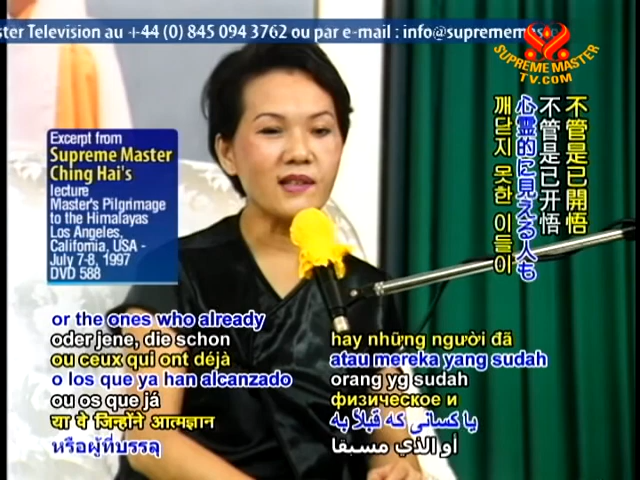 ster Television au +44 (0) 845 094 3762 ou par e-mail : info@suprememas
SUPREME MASTER
TV.COM
Excerpt from
Supreme Master
Ching Hai's
lecture
Master's Pilgrimage
to the Himalayas
Los Angeles,
California, USA -
July 7-8, 1997
DVD 588
不管是已開悟
不管是已开悟
心霊的に見える人も
깨닫지 못한 이들이
or the ones who already
oder jene, die schon
ou ceux qui ont déjà
o los que ya han alcanzado
ou os que já
या वे जिन्होंने आत्मज्ञान
หรือผู้ที่บรรลุ
hay những người đã
atau mereka yang sudah
orang yg sudah
физическое и
یا کسانی که قبلاً به
أو الذي مسبقا